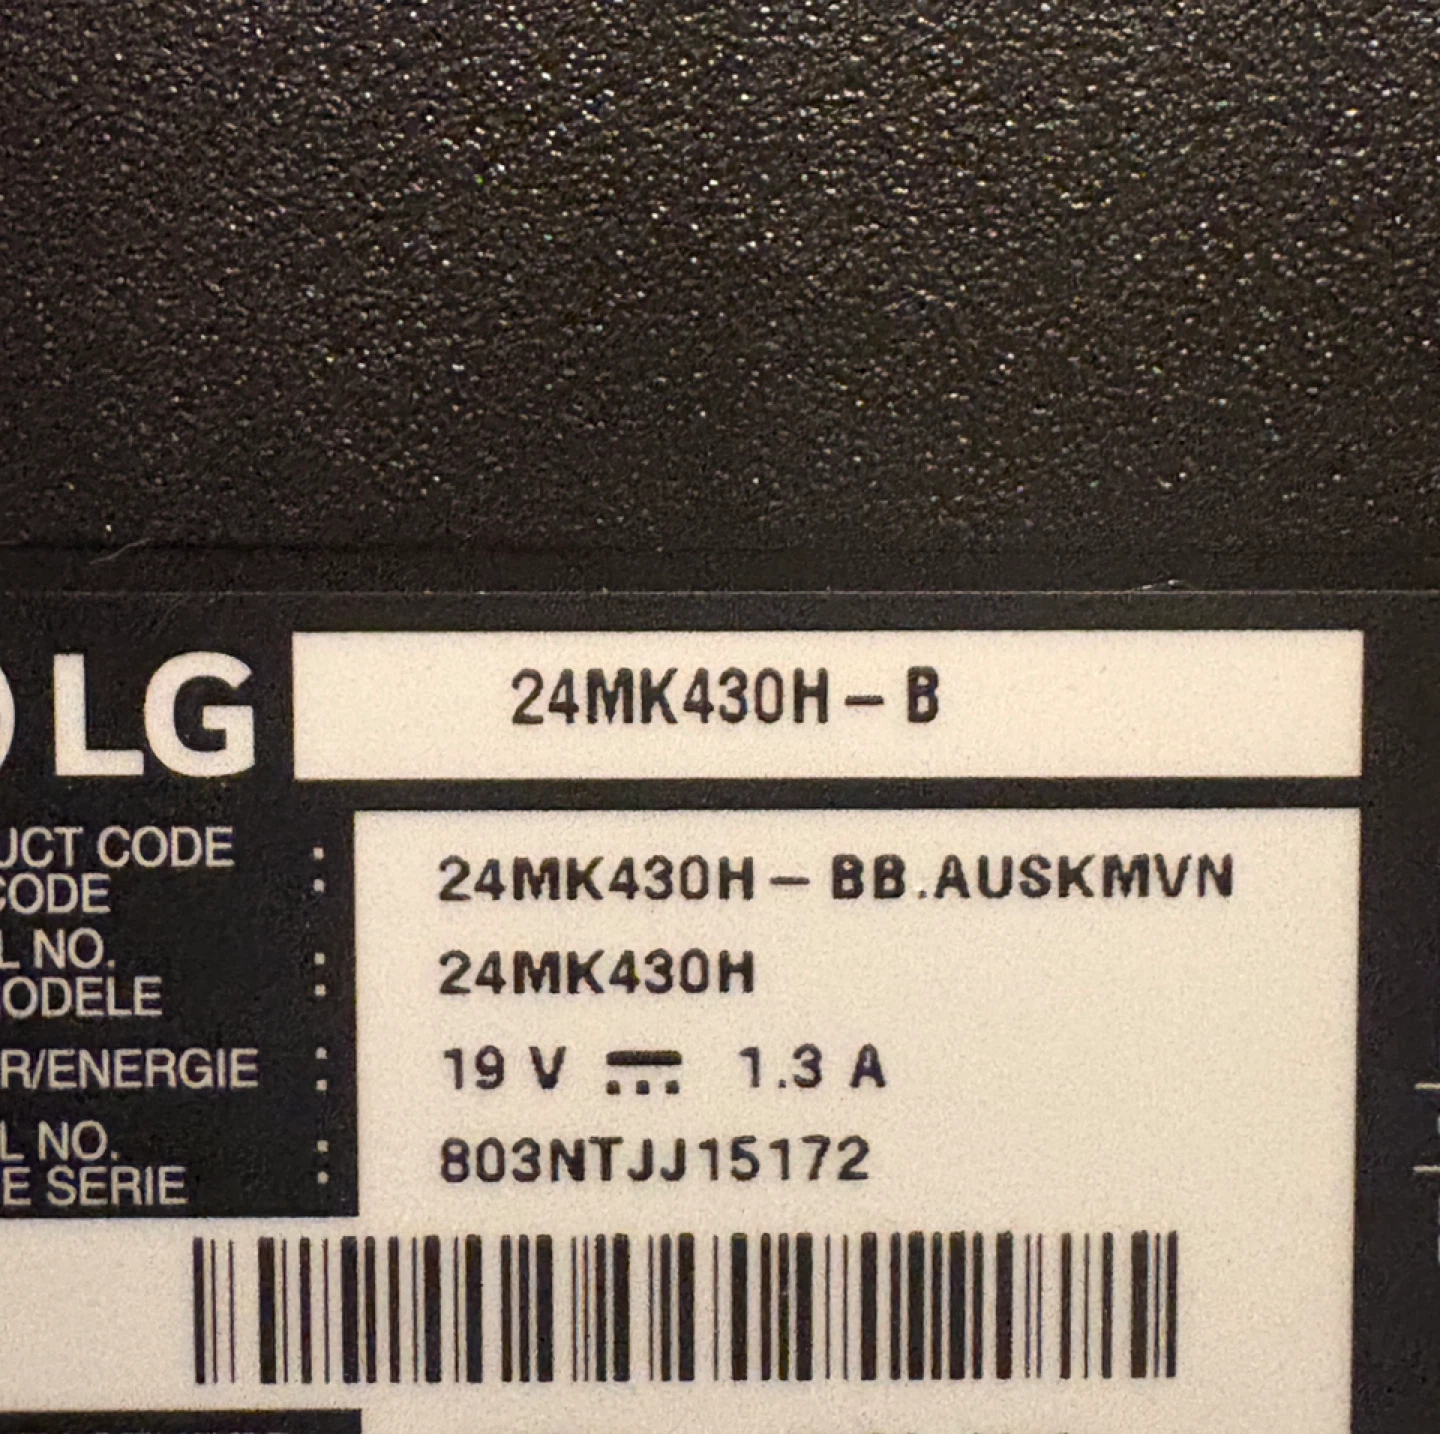 LG 24MK430H-B
UCT CODE : 24MK430H-BB.AUSKMVN
CODE :
L NO. : 24MK430H
ODELE :
R/ENERGIE : 19 V ⎓ 1.3 A
L NO. : 803NTJJ15172
E SERIE :